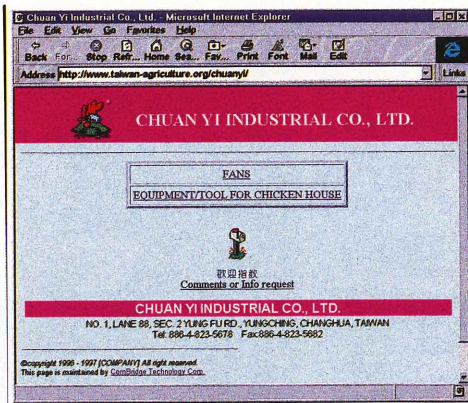 Chuan Yi Industrial Co., Ltd. - Microsoft Internet Explorer
File Edit View Go Favorites Help
Back For... Stop Refr... Home Sea... Fav... Print Font Mail Edit
Address http://www.taiwan-agriculture.org/chuanyi/ Links
CHUAN YI INDUSTRIAL CO., LTD.
FANS
EQUIPMENT/TOOL FOR CHICKEN HOUSE
歡迎指教
Comments or Info request
CHUAN YI INDUSTRIAL CO., LTD.
NO. 1, LANE 88, SEC. 2 YUNG FU RD., YUNGCHING, CHANGHUA, TAIWAN
Tel: 886-4-823-5678 Fax:886-4-823-5682
©copyright 1996 - 1997 [COMPANY] All right reserved.
This page is maintained by ComBridge Technology Corp.